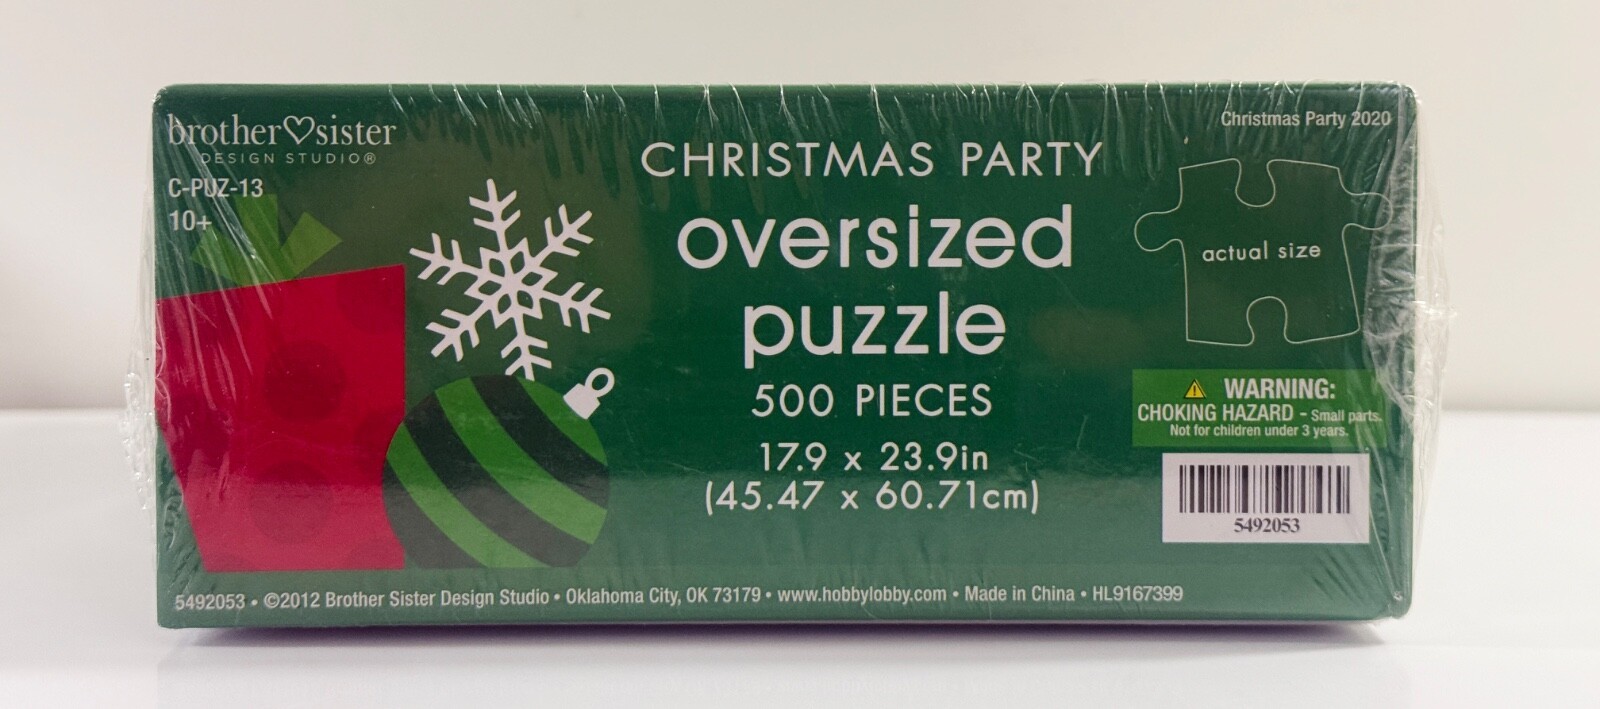 brother♡sister
DESIGN STUDIO®
C-PUZ-13
10+
CHRISTMAS PARTY
oversized
puzzle
500 PIECES
17.9 x 23.9in
(45.47 x 60.71cm)
Christmas Party 2020
actual size
WARNING:
CHOKING HAZARD - Small parts.
Not for children under 3 years.
5492053
5492053 • ©2012 Brother Sister Design Studio • Oklahoma City, OK 73179 • www.hobbylobby.com • Made in China • HL9167399